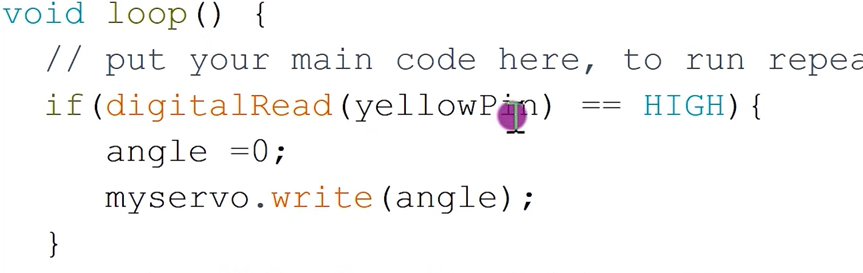 void loop() {
// put your main code here, to run repea
if(digitalRead(yellowPin) == HIGH){
angle =0;
myservo.write(angle);
}